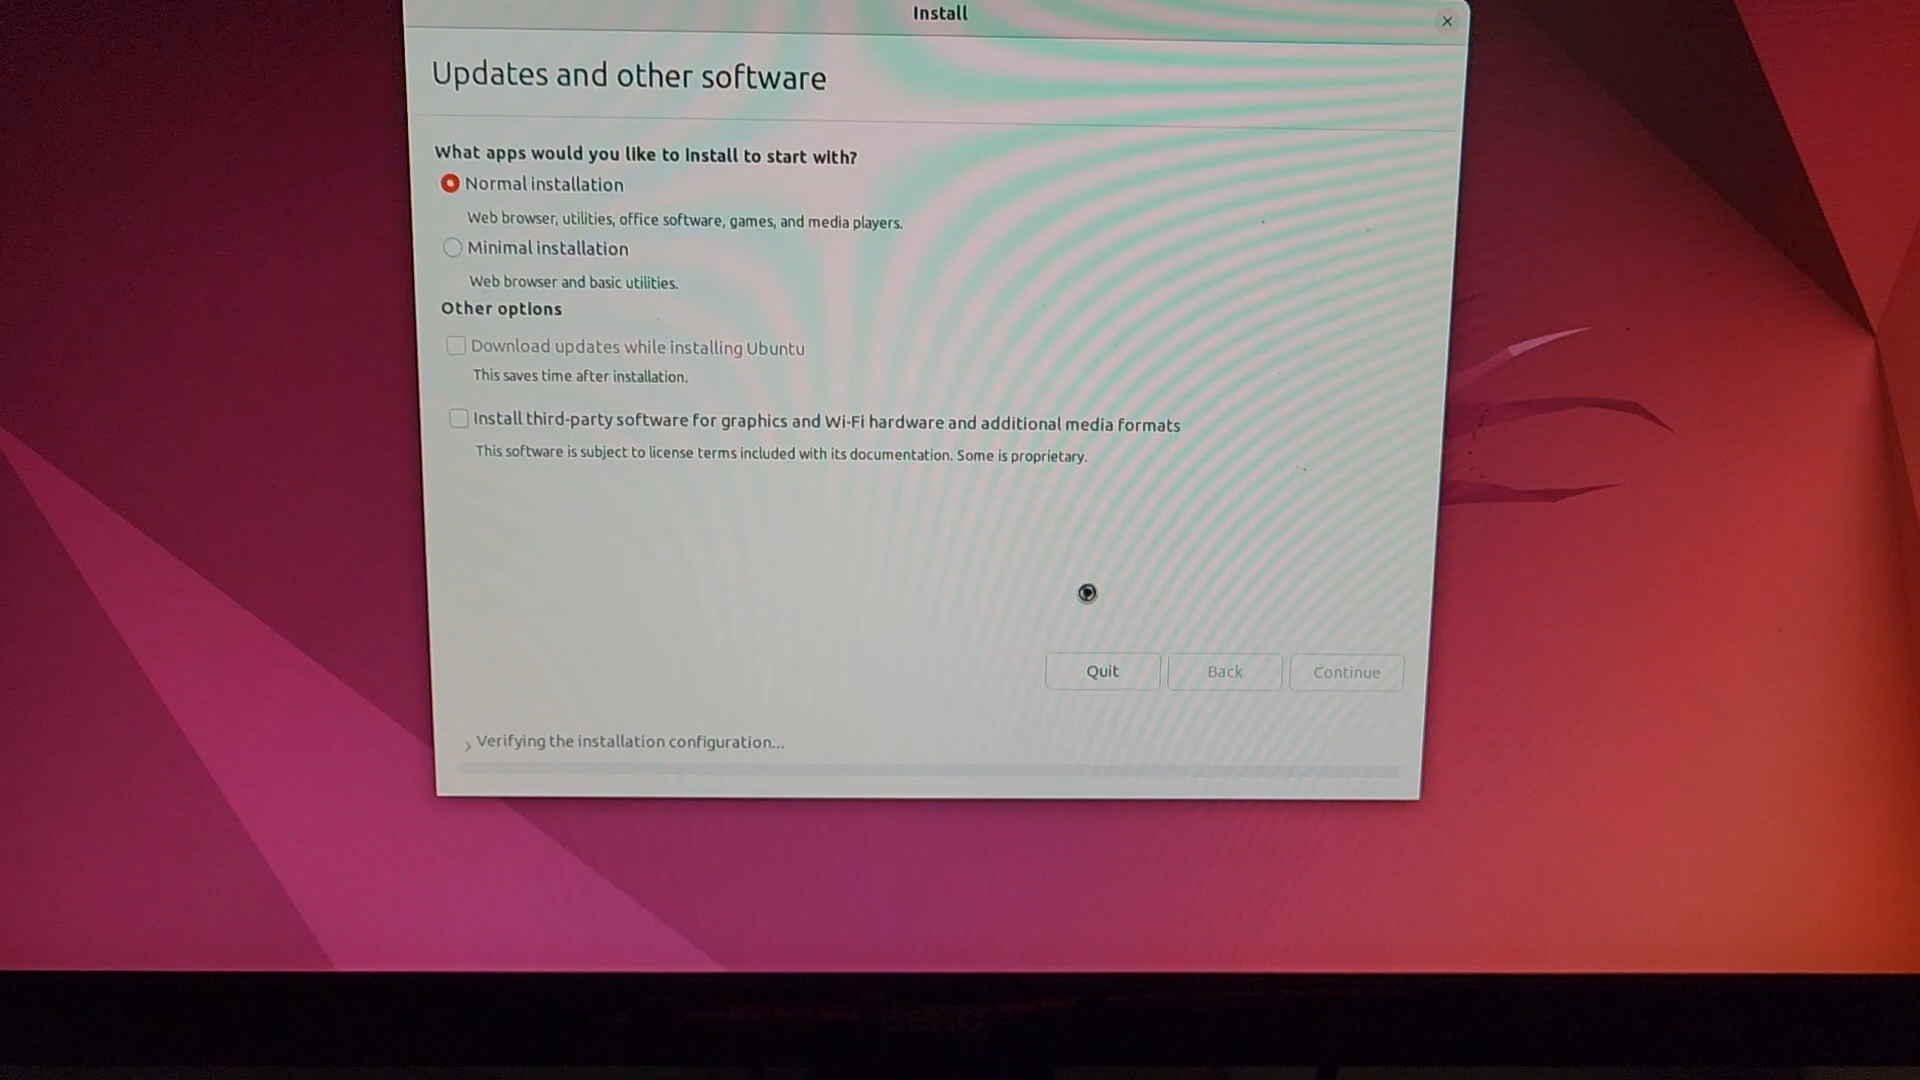 Install
Updates and other software
What apps would you like to install to start with?
Normal installation
Web browser, utilities, office software, games, and media players.
Minimal installation
Web browser and basic utilities.
Other options
Download updates while installing Ubuntu
This saves time after installation.
Install third-party software for graphics and Wi-Fi hardware and additional media formats
This software is subject to license terms included with its documentation. Some is proprietary.
Quit Back Continue
Verifying the installation configuration...